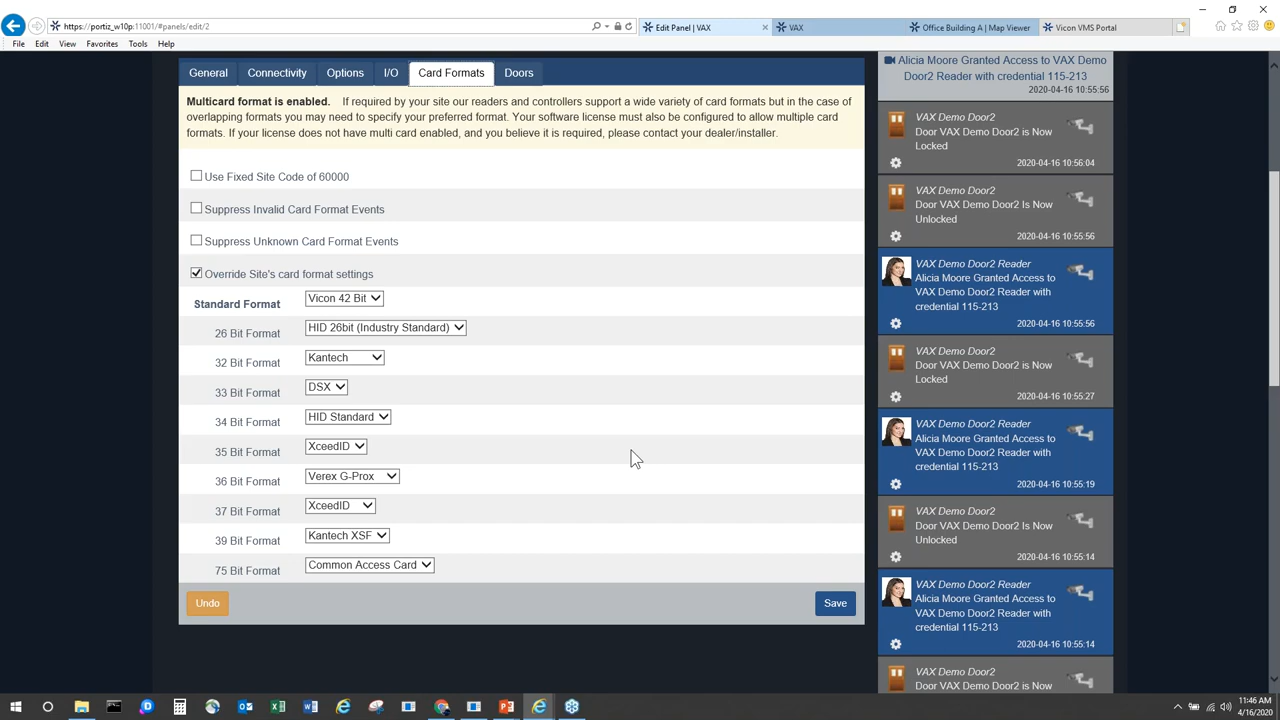 https://portiz_w10p:11001/#panels/edit/2
Edit Panel | VAX
VAX
Office Building A | Map Viewer
Vicon VMS Portal
File Edit View Favorites Tools Help
General Connectivity Options I/O Card Formats Doors
Multicard format is enabled. If required by your site our readers and controllers support a wide variety of card formats but in the case of
overlapping formats you may need to specify your preferred format. Your software license must also be configured to allow multiple card
formats. If your license does not have multi card enabled, and you believe it is required, please contact your dealer/installer.
Use Fixed Site Code of 60000
Suppress Invalid Card Format Events
Suppress Unknown Card Format Events
Override Site's card format settings
Standard Format Vicon 42 Bit
26 Bit Format HID 26bit (Industry Standard)
32 Bit Format Kantech
33 Bit Format DSX
34 Bit Format HID Standard
35 Bit Format XceedID
36 Bit Format Verex G-Prox
37 Bit Format XceedID
39 Bit Format Kantech XSF
75 Bit Format Common Access Card
Undo Save
Alicia Moore Granted Access to VAX Demo
Door2 Reader with credential 115-213
2020-04-16 10:55:56
VAX Demo Door2
Door VAX Demo Door2 is Now
Locked
2020-04-16 10:56:04
VAX Demo Door2
Door VAX Demo Door2 Is Now
Unlocked
2020-04-16 10:55:56
VAX Demo Door2 Reader
Alicia Moore Granted Access to
VAX Demo Door2 Reader with
credential 115-213
2020-04-16 10:55:56
VAX Demo Door2
Door VAX Demo Door2 is Now
Locked
2020-04-16 10:55:27
VAX Demo Door2 Reader
Alicia Moore Granted Access to
VAX Demo Door2 Reader with
credential 115-213
2020-04-16 10:55:19
VAX Demo Door2
Door VAX Demo Door2 Is Now
Unlocked
2020-04-16 10:55:14
VAX Demo Door2 Reader
Alicia Moore Granted Access to
VAX Demo Door2 Reader with
credential 115-213
2020-04-16 10:55:14
VAX Demo Door2
Door VAX Demo Door2 is Now
11:46 AM
4/16/2020